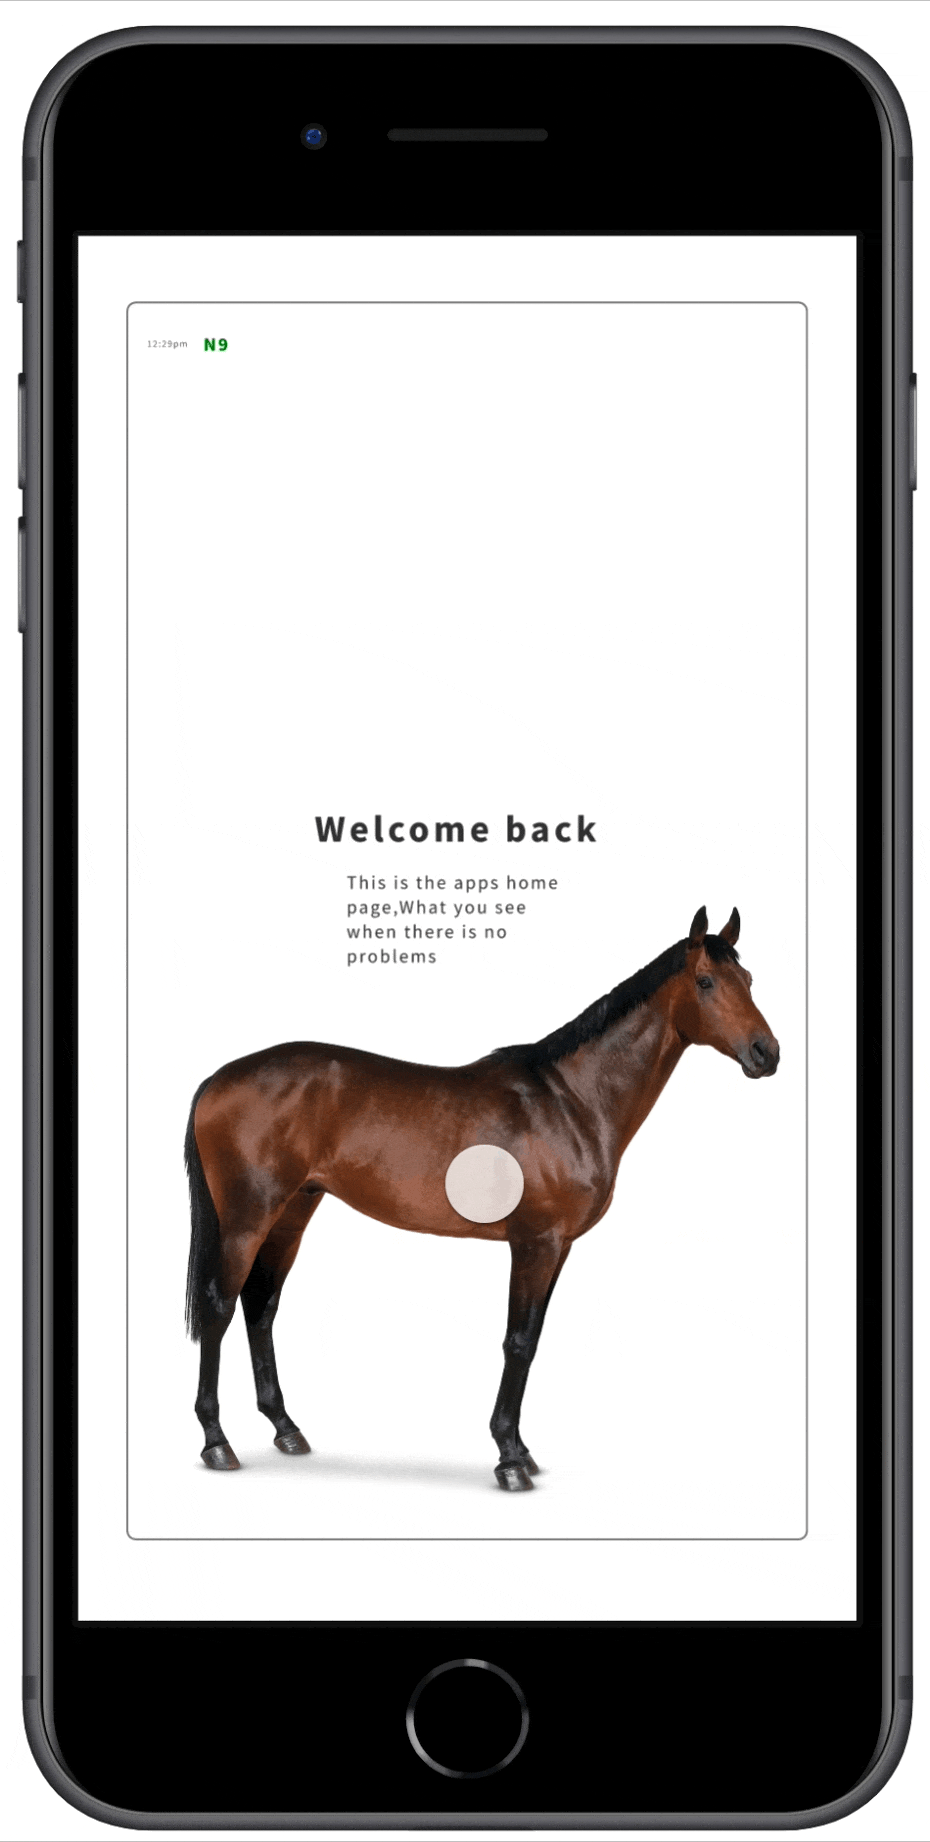 12:29pm N9
Welcome back
This is the apps home
page,What you see
when there is no
problems